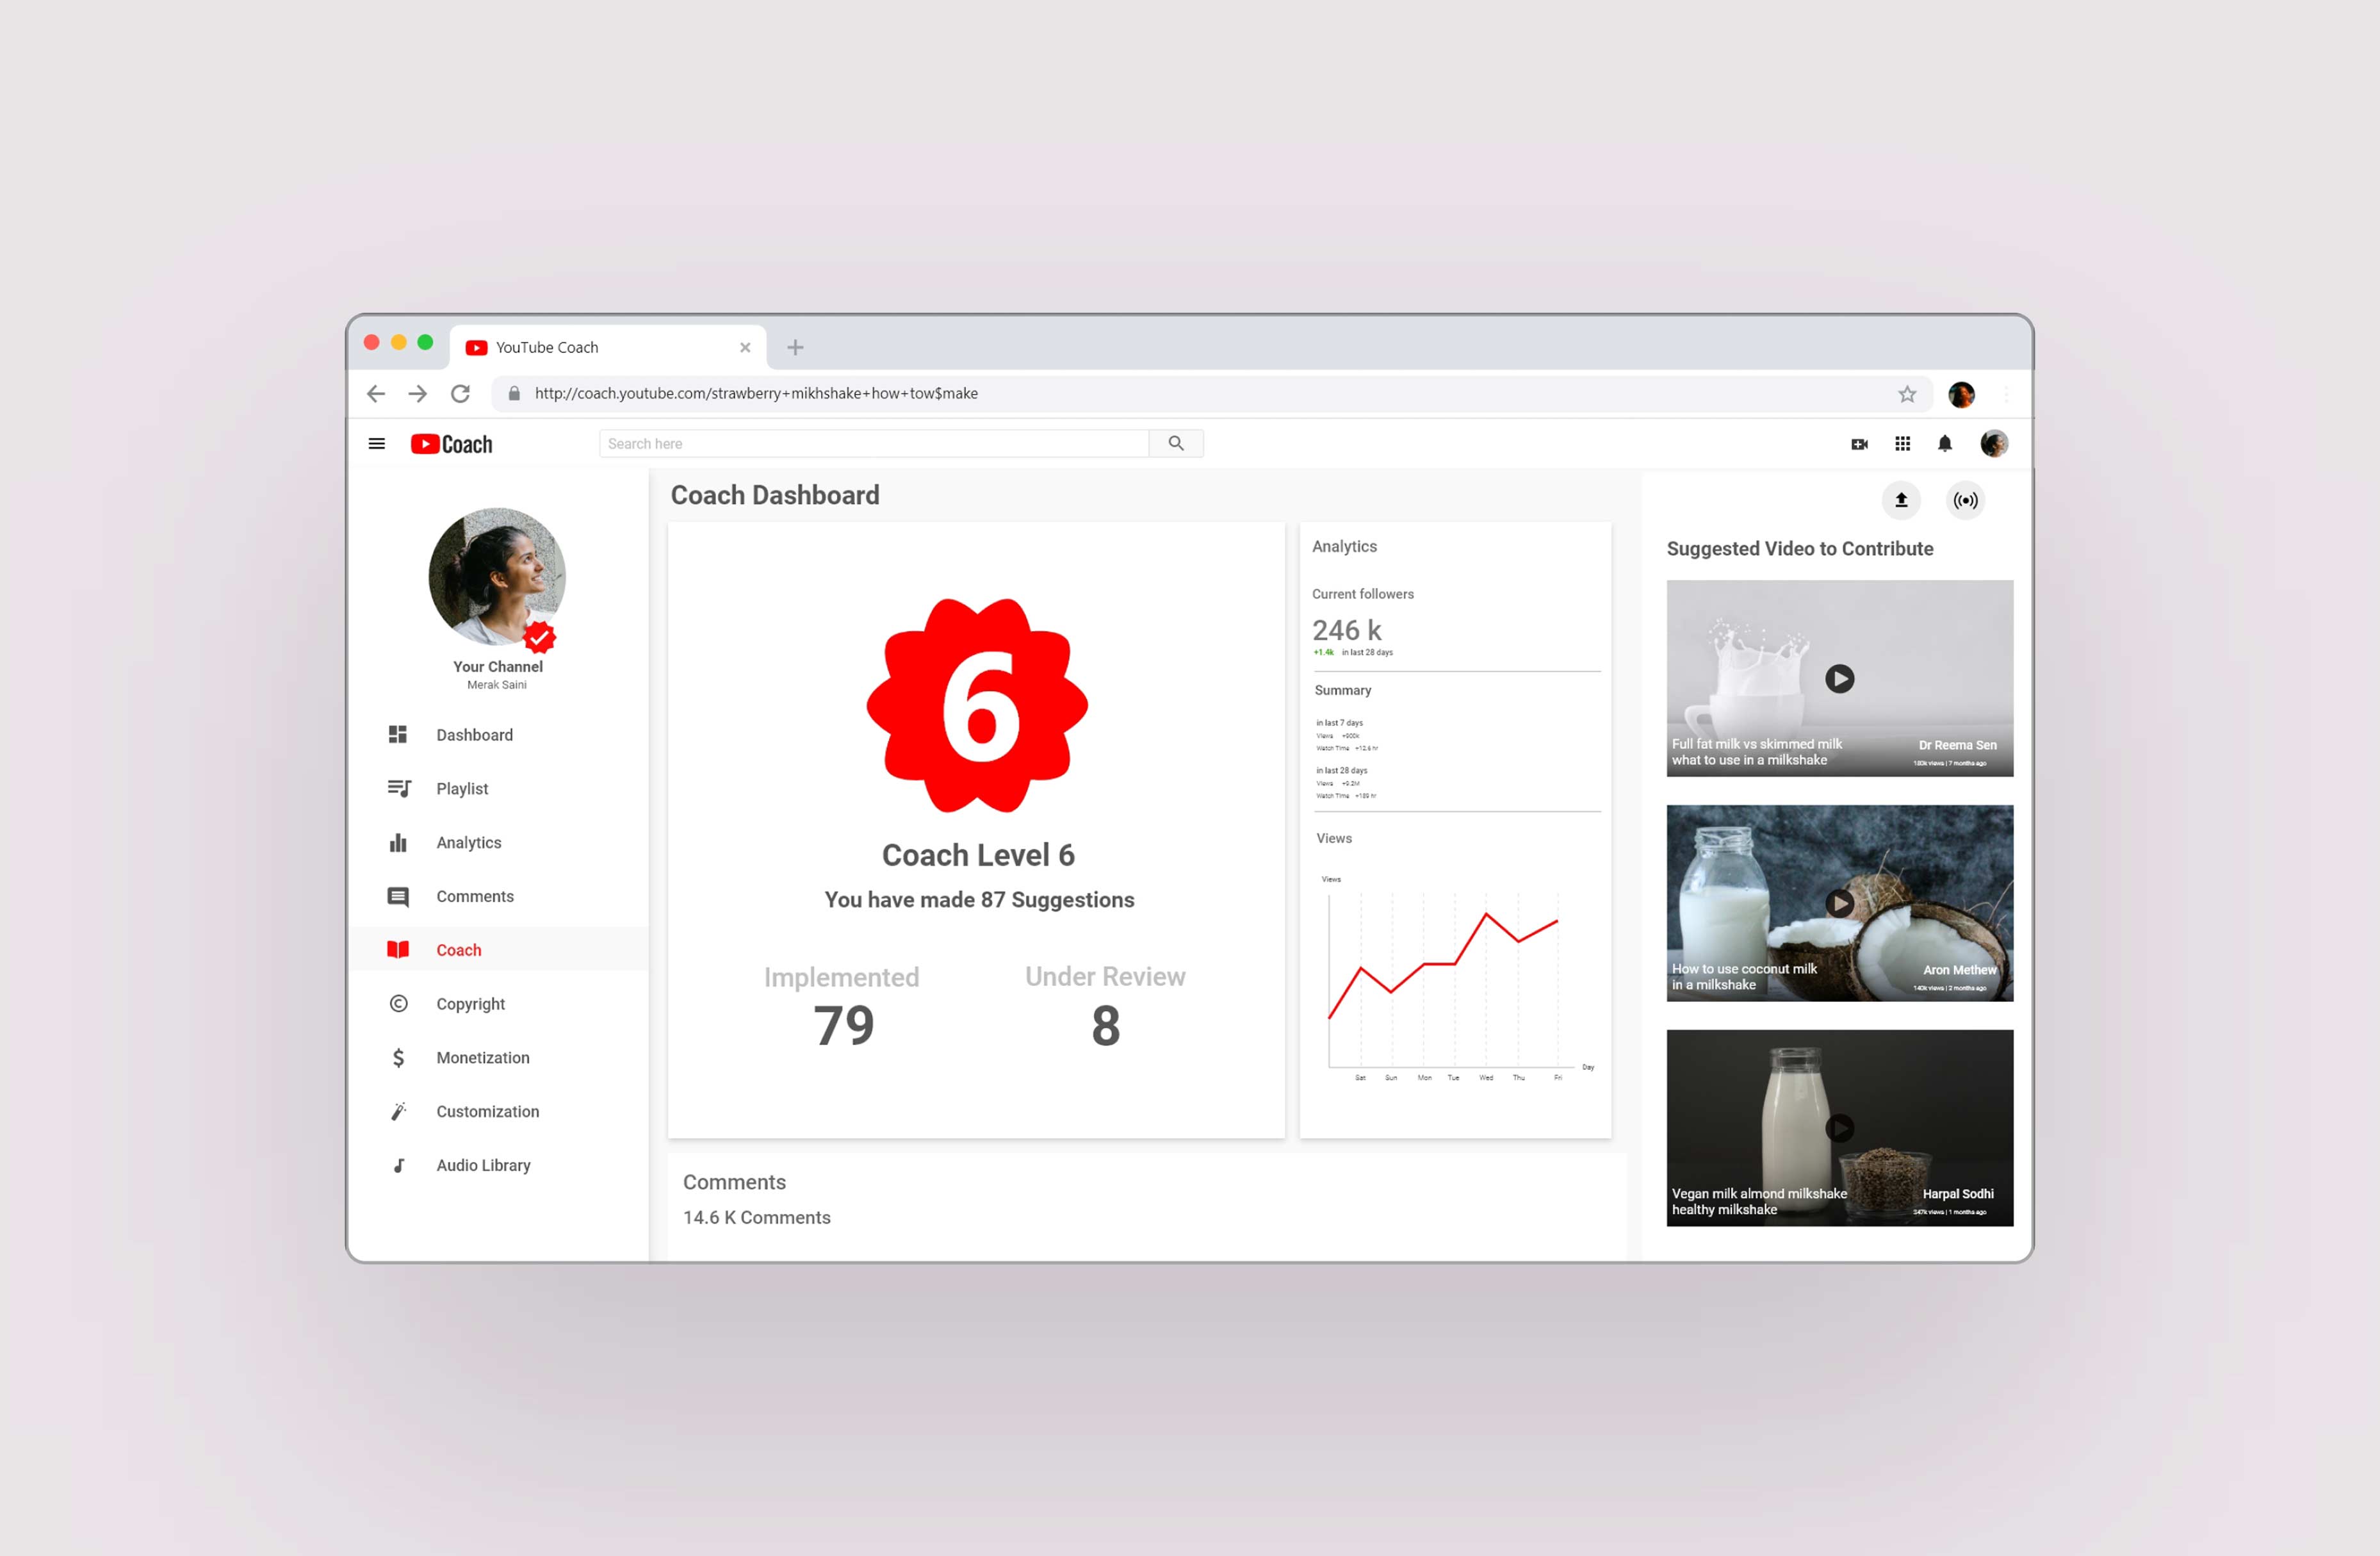 YouTube Coach
http://coach.youtube.com/strawberry+mikhshake+how+tow$make
Coach
Search here
Your Channel
Merak Saini
Dashboard
Playlist
Analytics
Comments
Coach
Copyright
Monetization
Customization
Audio Library
Coach Dashboard
6
Coach Level 6
You have made 87 Suggestions
Implemented
79
Under Review
8
Analytics
Current followers
246 k
+1.4k in last 28 days
Summary
in last 7 days
Views +900k
Watch Time +12.6 hr
in last 28 days
Views +9.2M
Watch Time +189 hr
Views
Views
Day
Sat Sun Mon Tue Wed Thu Fri
Comments
14.6 K Comments
Suggested Video to Contribute
Full fat milk vs skimmed milk
what to use in a milkshake
Dr Reema Sen
180k views | 7 months ago
How to use coconut milk
in a milkshake
Aron Methew
140k views | 2 months ago
Vegan milk almond milkshake
healthy milkshake
Harpal Sodhi
347k views | 1 months ago